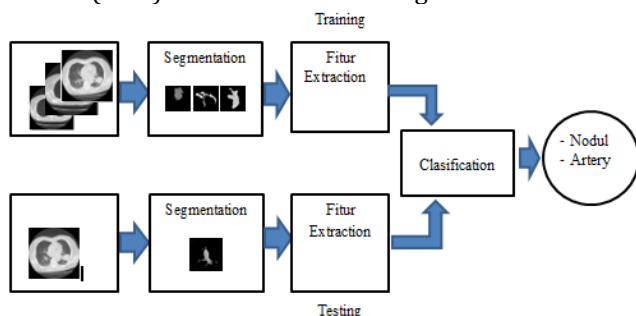 Training
Segmentation
Fitur
Extraction
Clasification
- Nodul
- Artery
Segmentation
Fitur
Extraction
Testing